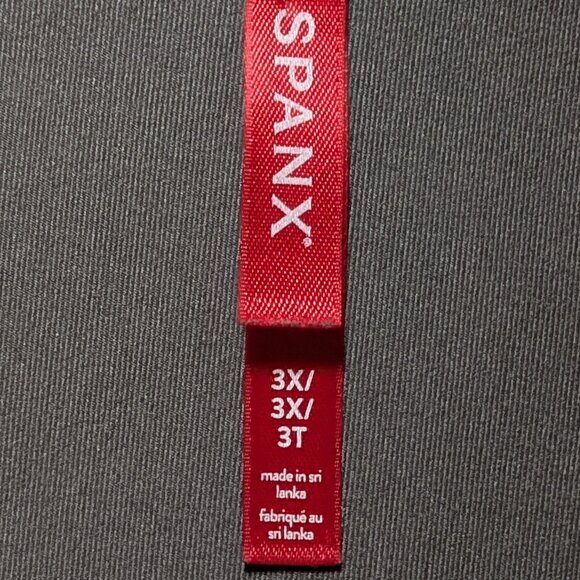 SPANX®
3X/
3X/
3T
made in sri
lanka
fabriqué au
sri lanka